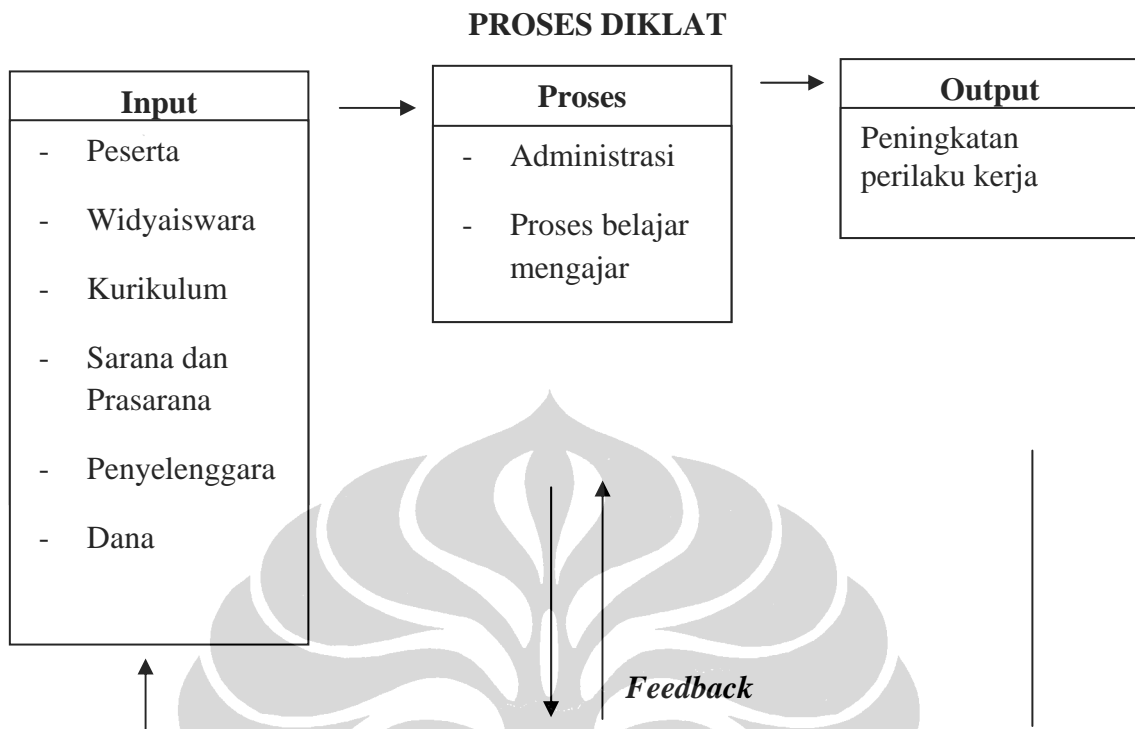 PROSES DIKLAT
Input
- Peserta
- Widyaiswara
- Kurikulum
- Sarana dan
Prasarana
- Penyelenggara
- Dana
Proses
- Administrasi
- Proses belajar
mengajar
Output
Peningkatan
perilaku kerja
Feedback